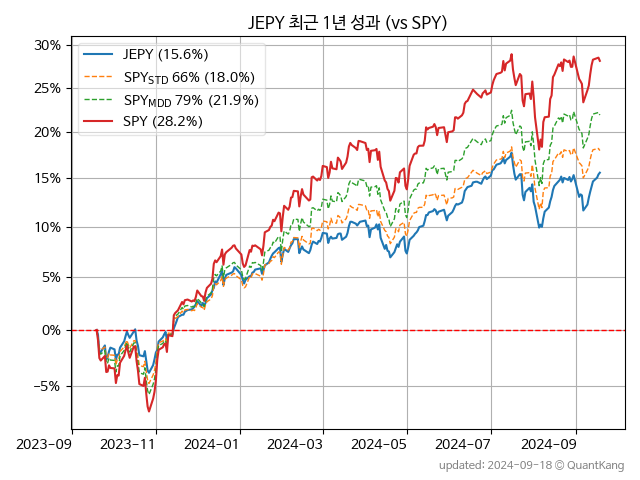 JEPY 최근 1년 성과 (vs SPY)
JEPY (15.6%)
SPY_STD 66% (18.0%)
SPY_MDD 79% (21.9%)
SPY (28.2%)
30%
25%
20%
15%
10%
5%
0%
−5%
2023-09 2023-11 2024-01 2024-03 2024-05 2024-07 2024-09
updated: 2024-09-18 © QuantKang